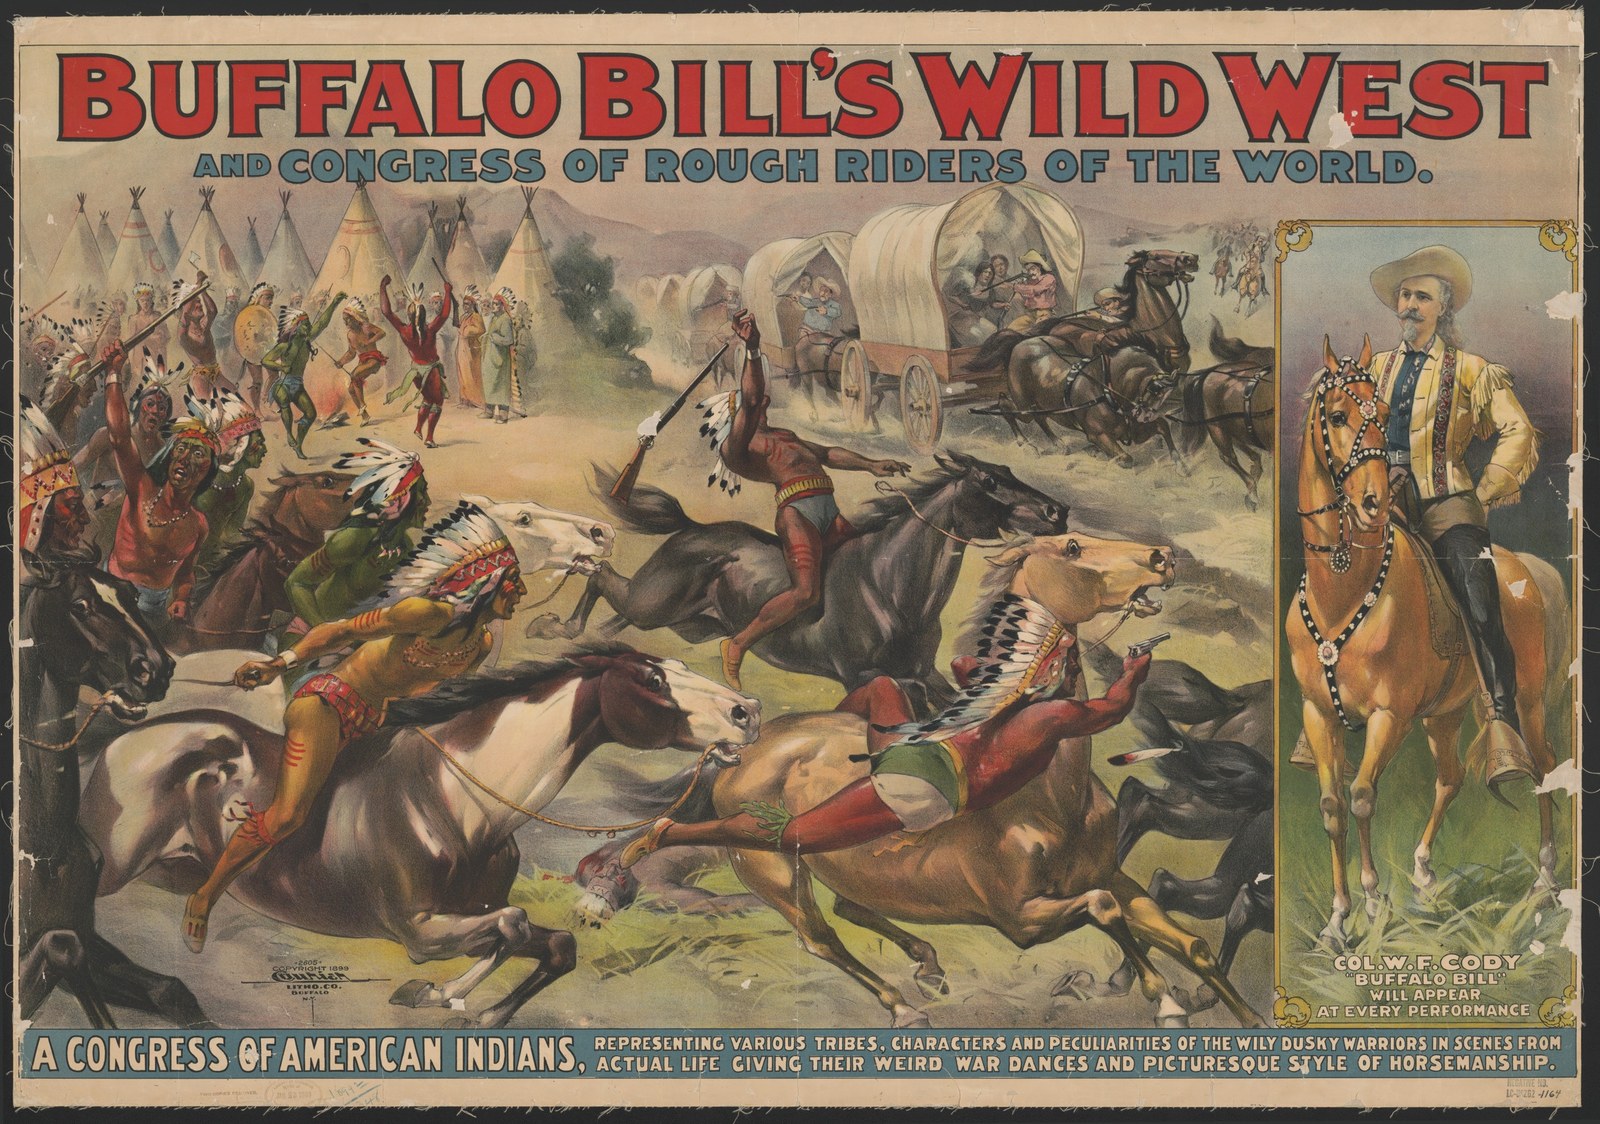 BUFFALO BILL'S WILD WEST
AND CONGRESS OF ROUGH RIDERS OF THE WORLD.
COL. W. F. CODY
"BUFFALO BILL"
WILL APPEAR
AT EVERY PERFORMANCE
·2605·
COPYRIGHT 1899
Courier
LITHO. CO.
BUFFALO
N.Y.
A CONGRESS OF AMERICAN INDIANS,
REPRESENTING VARIOUS TRIBES, CHARACTERS AND PECULIARITIES OF THE WILY DUSKY WARRIORS IN SCENES FROM
ACTUAL LIFE GIVING THEIR WEIRD WAR DANCES AND PICTURESQUE STYLE OF HORSEMANSHIP.